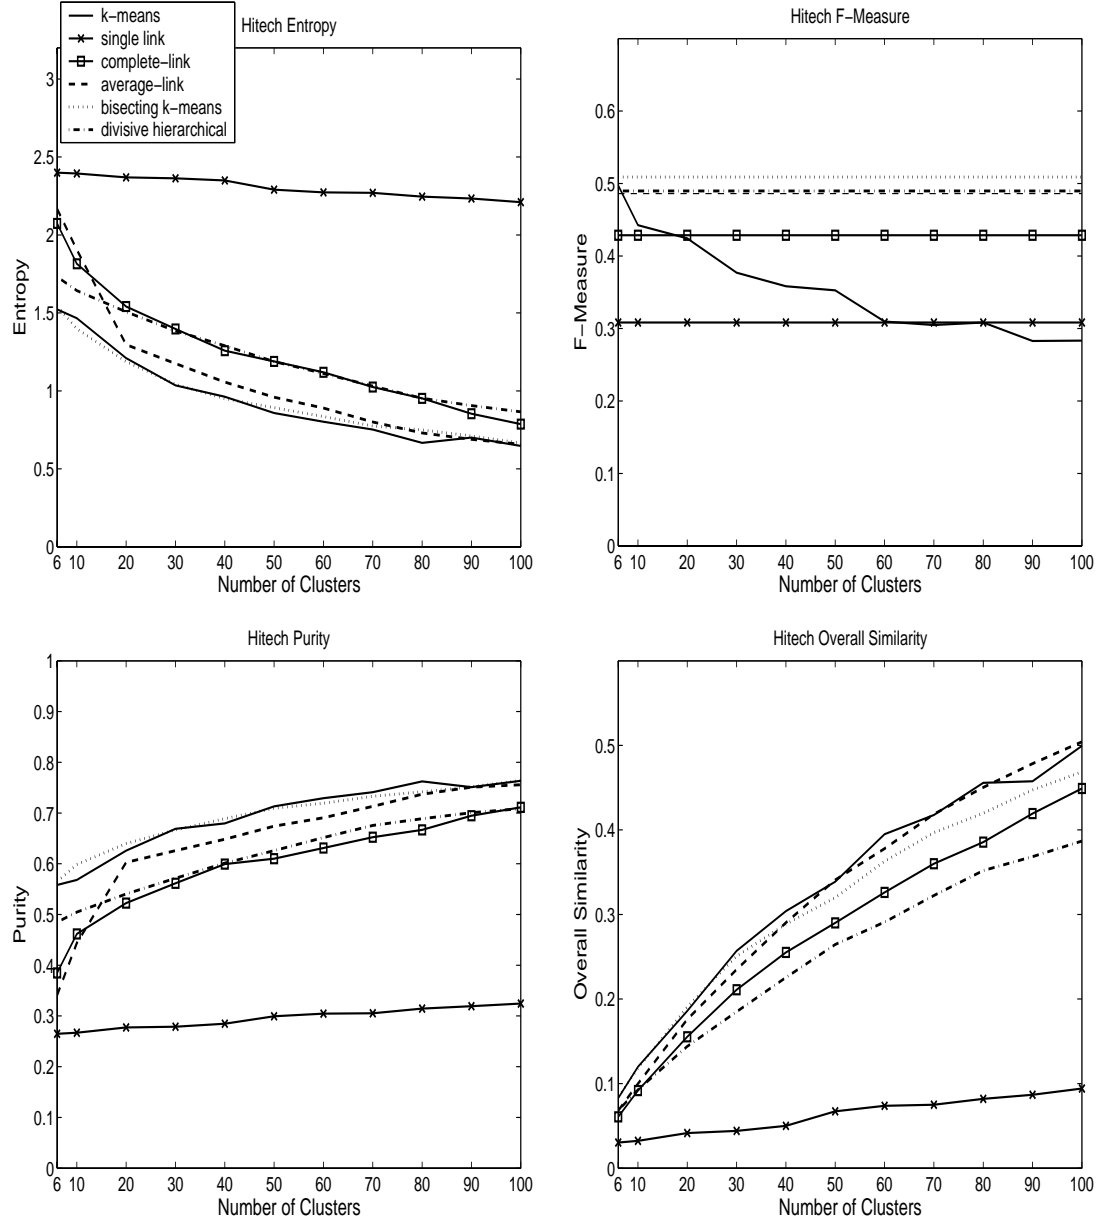 k−means
single link
complete−link
average−link
bisecting k−means
divisive hierarchical
Hitech Entropy
3
2.5
2
1.5
1
0.5
0
Entropy
6 10 20 30 40 50 60 70 80 90 100
Number of Clusters
Hitech F−Measure
0.6
0.5
0.4
0.3
0.2
0.1
0
F−Measure
6 10 20 30 40 50 60 70 80 90 100
Number of Clusters
Hitech Purity
1
0.9
0.8
0.7
0.6
0.5
0.4
0.3
0.2
0.1
0
Purity
6 10 20 30 40 50 60 70 80 90 100
Number of Clusters
Hitech Overall Similarity
0.5
0.4
0.3
0.2
0.1
0
Overall Similarity
6 10 20 30 40 50 60 70 80 90 100
Number of Clusters